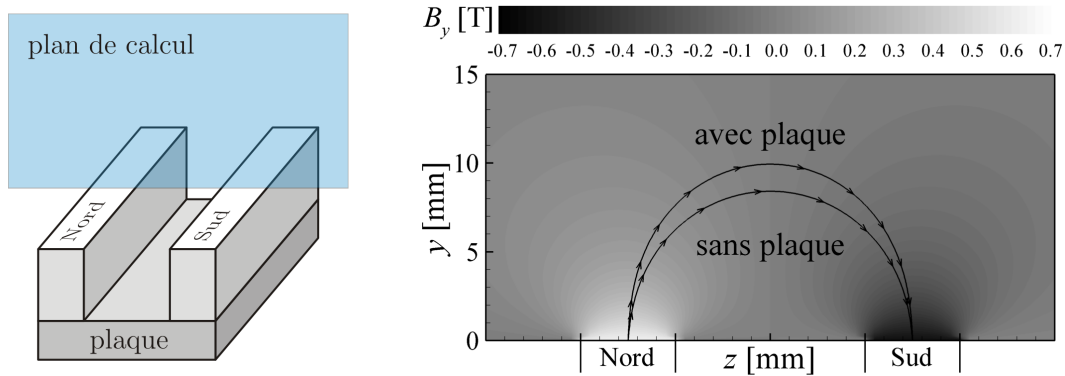 plan de calcul
Nord
Sud
plaque
B_y [T]
-0.7 -0.6 -0.5 -0.4 -0.3 -0.2 -0.1 0.0 0.1 0.2 0.3 0.4 0.5 0.6 0.7
15
10
5
0
y [mm]
avec plaque
sans plaque
Nord
z [mm]
Sud